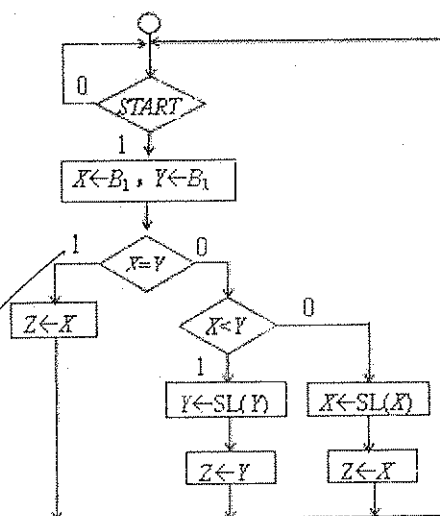 0
START
1
X←B₁，Y←B₁
1
0
X=Y
Z←X
X<Y
0
1
Y←SL(Y)
X←SL(X)
Z←Y
Z←X